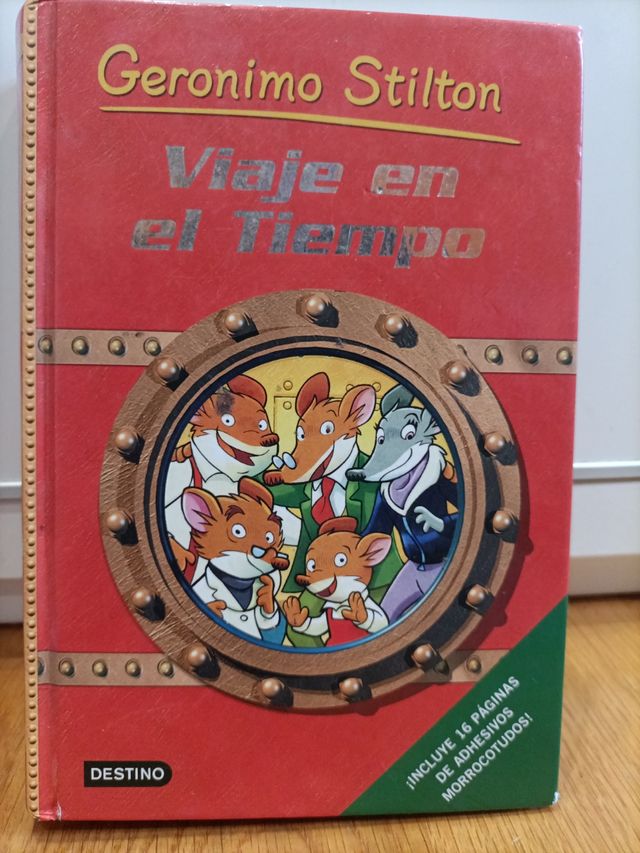 Geronimo Stilton
Viaje en
el Tiempo
¡INCLUYE 16 PÁGINAS
DE ADHESIVOS
MORROCOTUDOS!
DESTINO